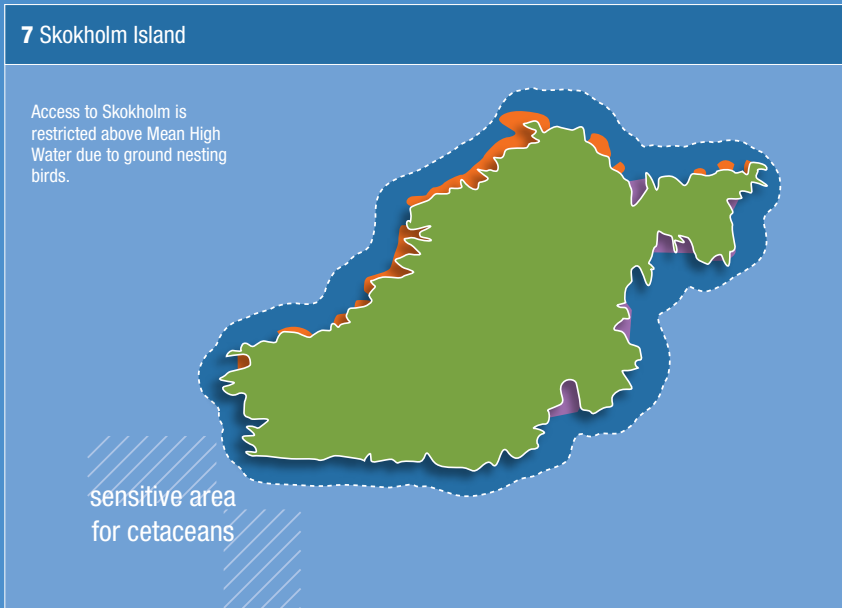 7 Skokholm Island
Access to Skokholm is
restricted above Mean High
Water due to ground nesting
birds.
sensitive area
for cetaceans